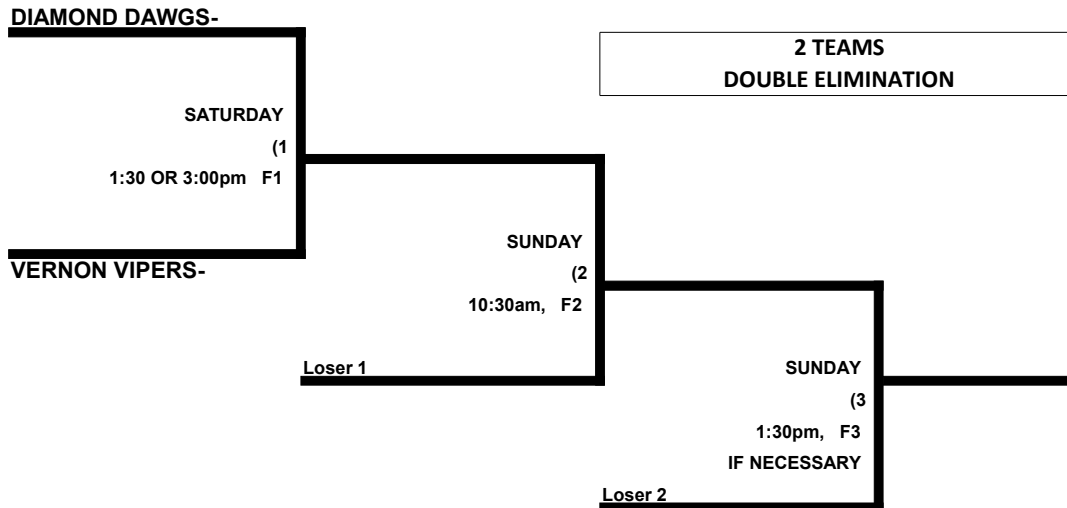 DIAMOND DAWGS-
2 TEAMS
DOUBLE ELIMINATION
SATURDAY
(1
1:30 OR 3:00pm F1
SUNDAY
VERNON VIPERS-
(2
10:30am, F2
Loser 1
SUNDAY
(3
1:30pm, F3
IF NECESSARY
Loser 2